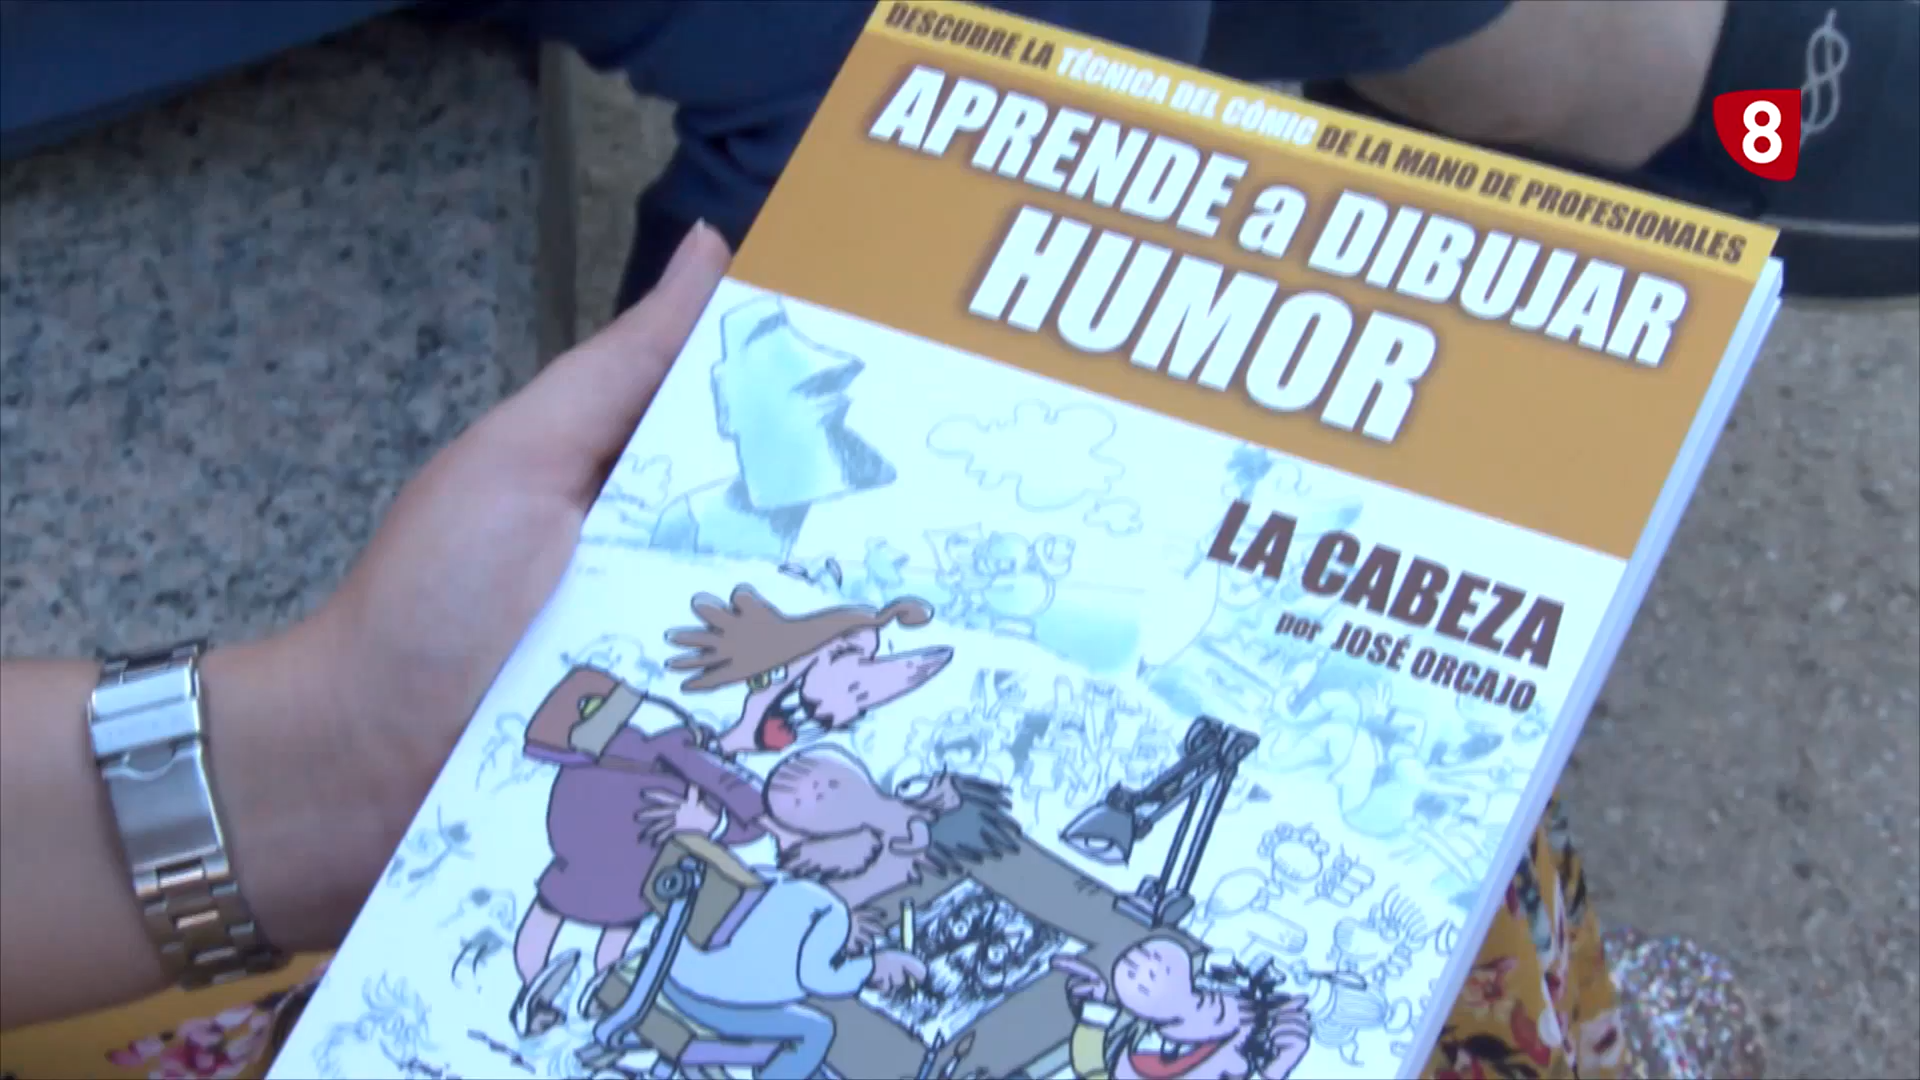 DESCUBRE LA TÉCNICA DEL CÓMIC DE LA MANO DE PROFESIONALES
APRENDE a DIBUJAR
HUMOR
8
LA CABEZA
por JOSÉ ORCAJO